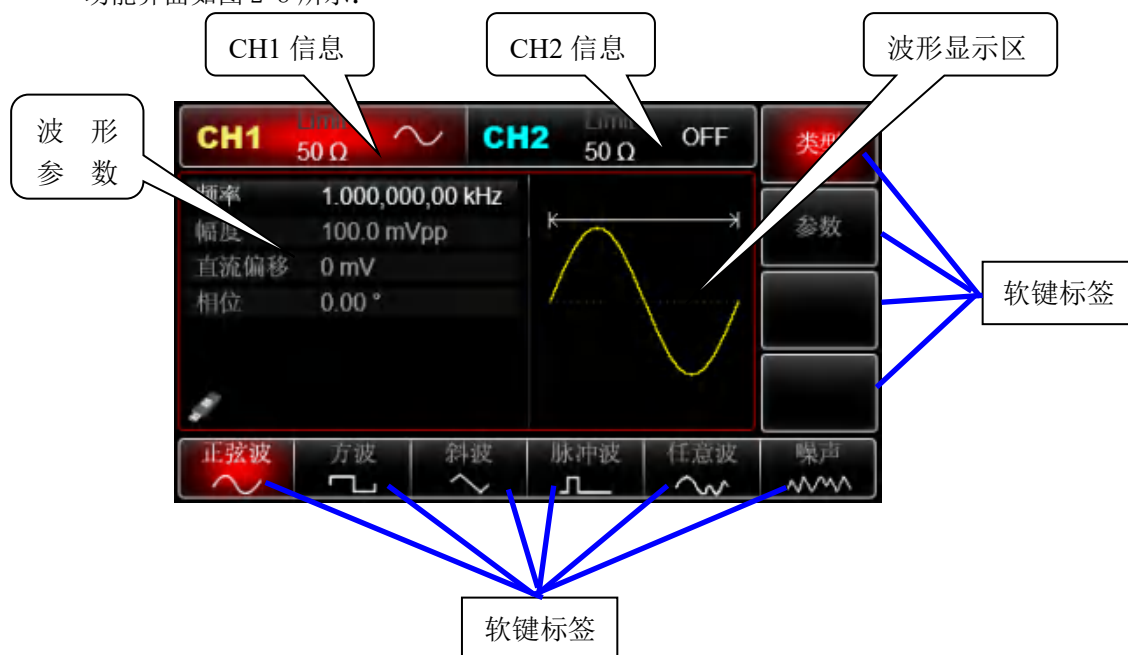 功能界面如图 2-8 所示:
CH1 信息
CH2 信息
波形显示区
波 形
参 数
CH1
Limit
50 Ω
CH2
Limit
50 Ω
OFF
类型
频率
1.000,000,00 kHz
幅度
100.0 mVpp
参数
直流偏移
0 mV
相位
0.00 °
软键标签
正弦波
方波
斜波
脉冲波
任意波
噪声
软键标签